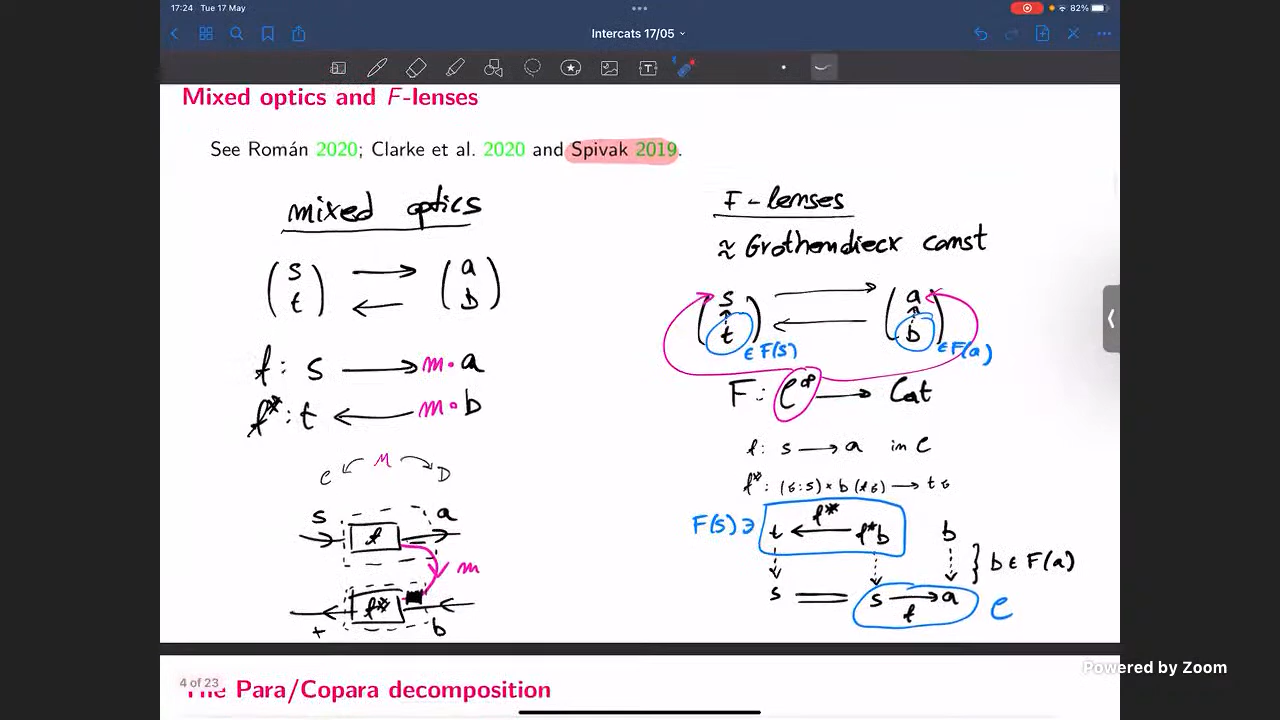 17:24 Tue 17 May
82%
Intercats 17/05
Mixed optics and F-lenses
See Román 2020; Clarke et al. 2020 and Spivak 2019.
mixed optics
(s t) ⟶ ⟵ (a b)
f: s ⟶ m·a
f*: t ⟵ m·b
C M D
s f a
m
t f* b
F-lenses
≈ Grothendieck const
(s t) ⟶ ⟵ (a b)
∈ F(s) ∈ F(a)
F: C^op ⟶ Cat
f: s ⟶ a in C
f*: (σ:s) × b(fσ) ⟶ tσ
F(s) ∋ t ⟵ f* f*b b
} b ∈ F(a)
s = s ⟶ a C
f
4 of 23
The Para/Copara decomposition
Powered by Zoom